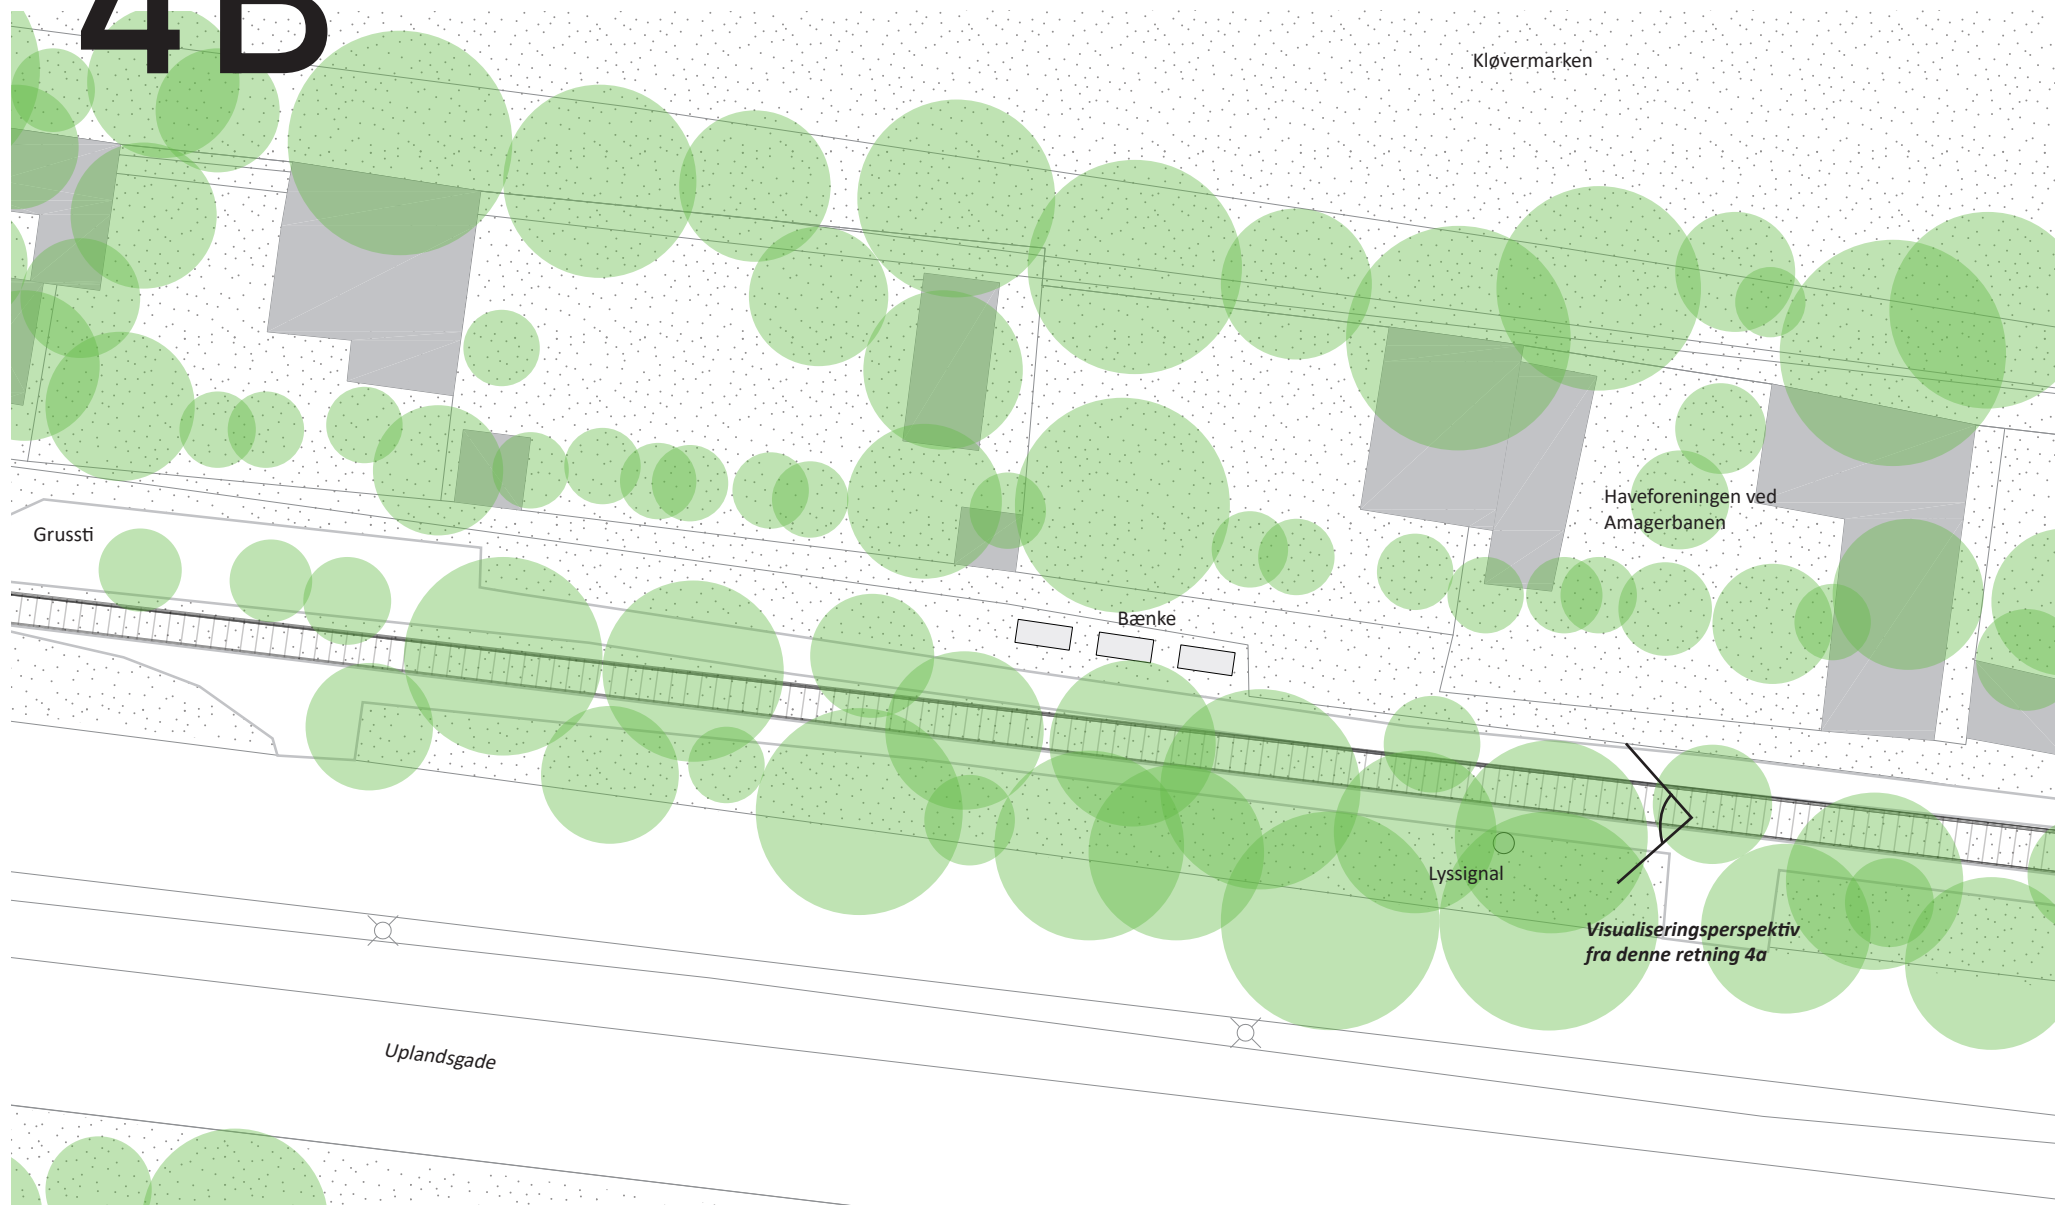 4B
Kløvermarken
Haveforeningen ved
Amagerbanen
Grussti
Bænke
Lyssignal
Visualiseringsperspektiv
fra denne retning 4a
Uplandsgade